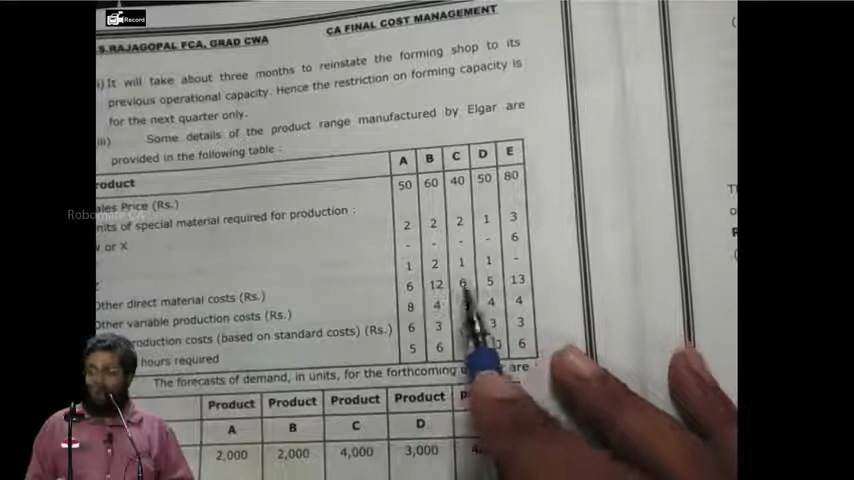 Record
.S.RAJAGOPAL FCA, GRAD CWA
CA FINAL COST MANAGEMENT
i) It will take about three months to reinstate the forming shop to its
previous operational capacity. Hence the restriction on forming capacity is
for the next quarter only.
iii) Some details of the product range manufactured by Elgar are
provided in the following table :
roduct A B C D E
ales Price (Rs.) 50 60 40 50 80
nits of special material required for production :
W or X 2 2 2 1 3
- - - - 6
Z 1 2 1 1 -
Other direct material costs (Rs.) 6 12 6 5 13
Other variable production costs (Rs.) 8 4 4 4
production costs (based on standard costs) (Rs.) 6 3 3 3
hours required 5 6 6
The forecasts of demand, in units, for the forthcoming are
Product Product Product Product
A B C D
2,000 2,000 4,000 3,000